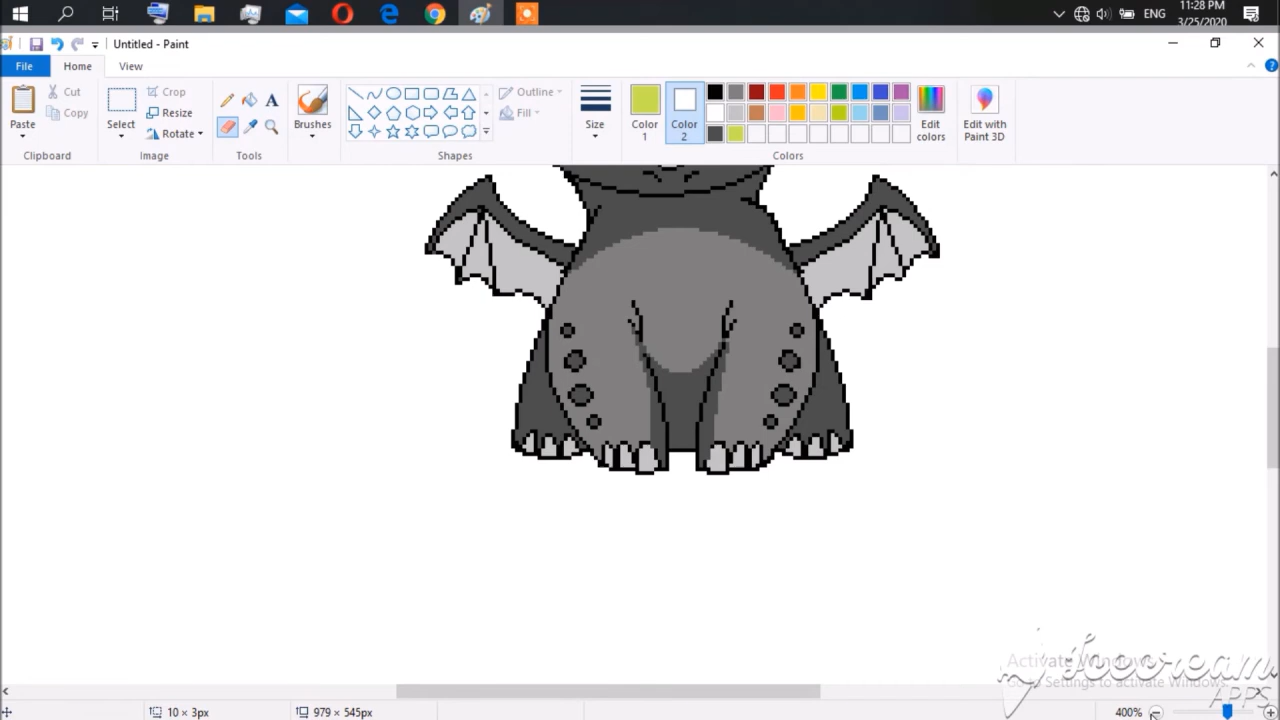 11:28 PM
ENG
3/25/2020
Untitled - Paint
File
Home
View
Paste
Cut
Copy
Clipboard
Select
Crop
Resize
Rotate
Image
A
Tools
Brushes
Outline
Fill
Shapes
Size
Color
1
Color
2
Edit
colors
Colors
Edit with
Paint 3D
Activate Windows
Go to Settings to activate Windows.
Icecream
APPS
10 × 3px
979 × 545px
400%